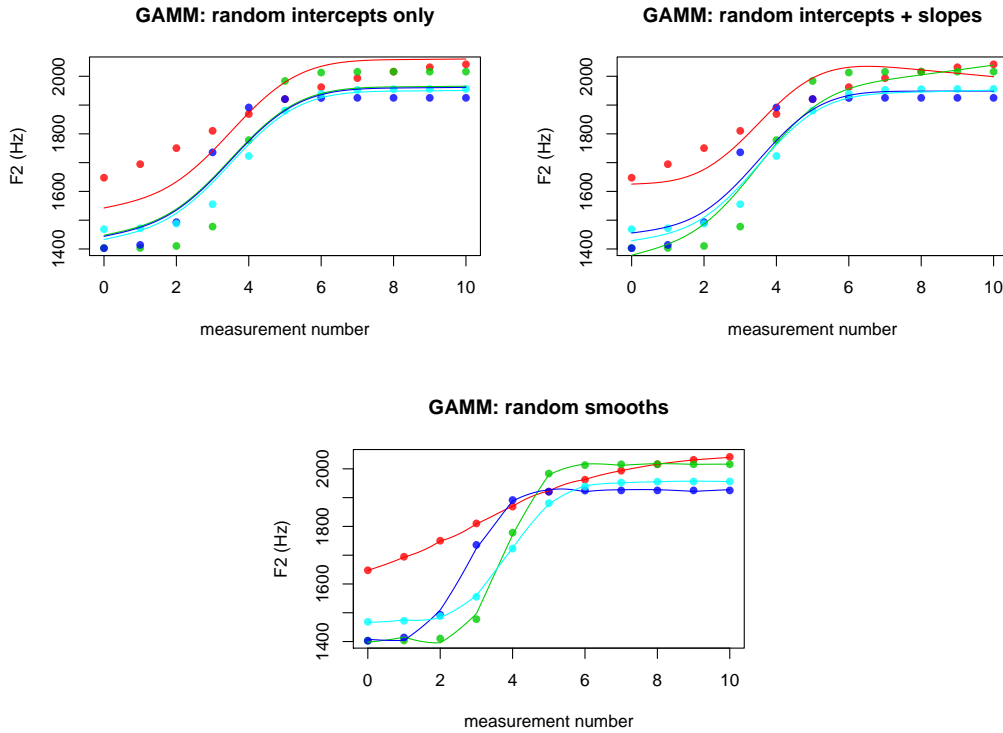 GAMM: random intercepts only
F2 (Hz)
1400 1600 1800 2000
0 2 4 6 8 10
measurement number
GAMM: random intercepts + slopes
F2 (Hz)
1400 1600 1800 2000
0 2 4 6 8 10
measurement number
GAMM: random smooths
F2 (Hz)
1400 1600 1800 2000
0 2 4 6 8 10
measurement number